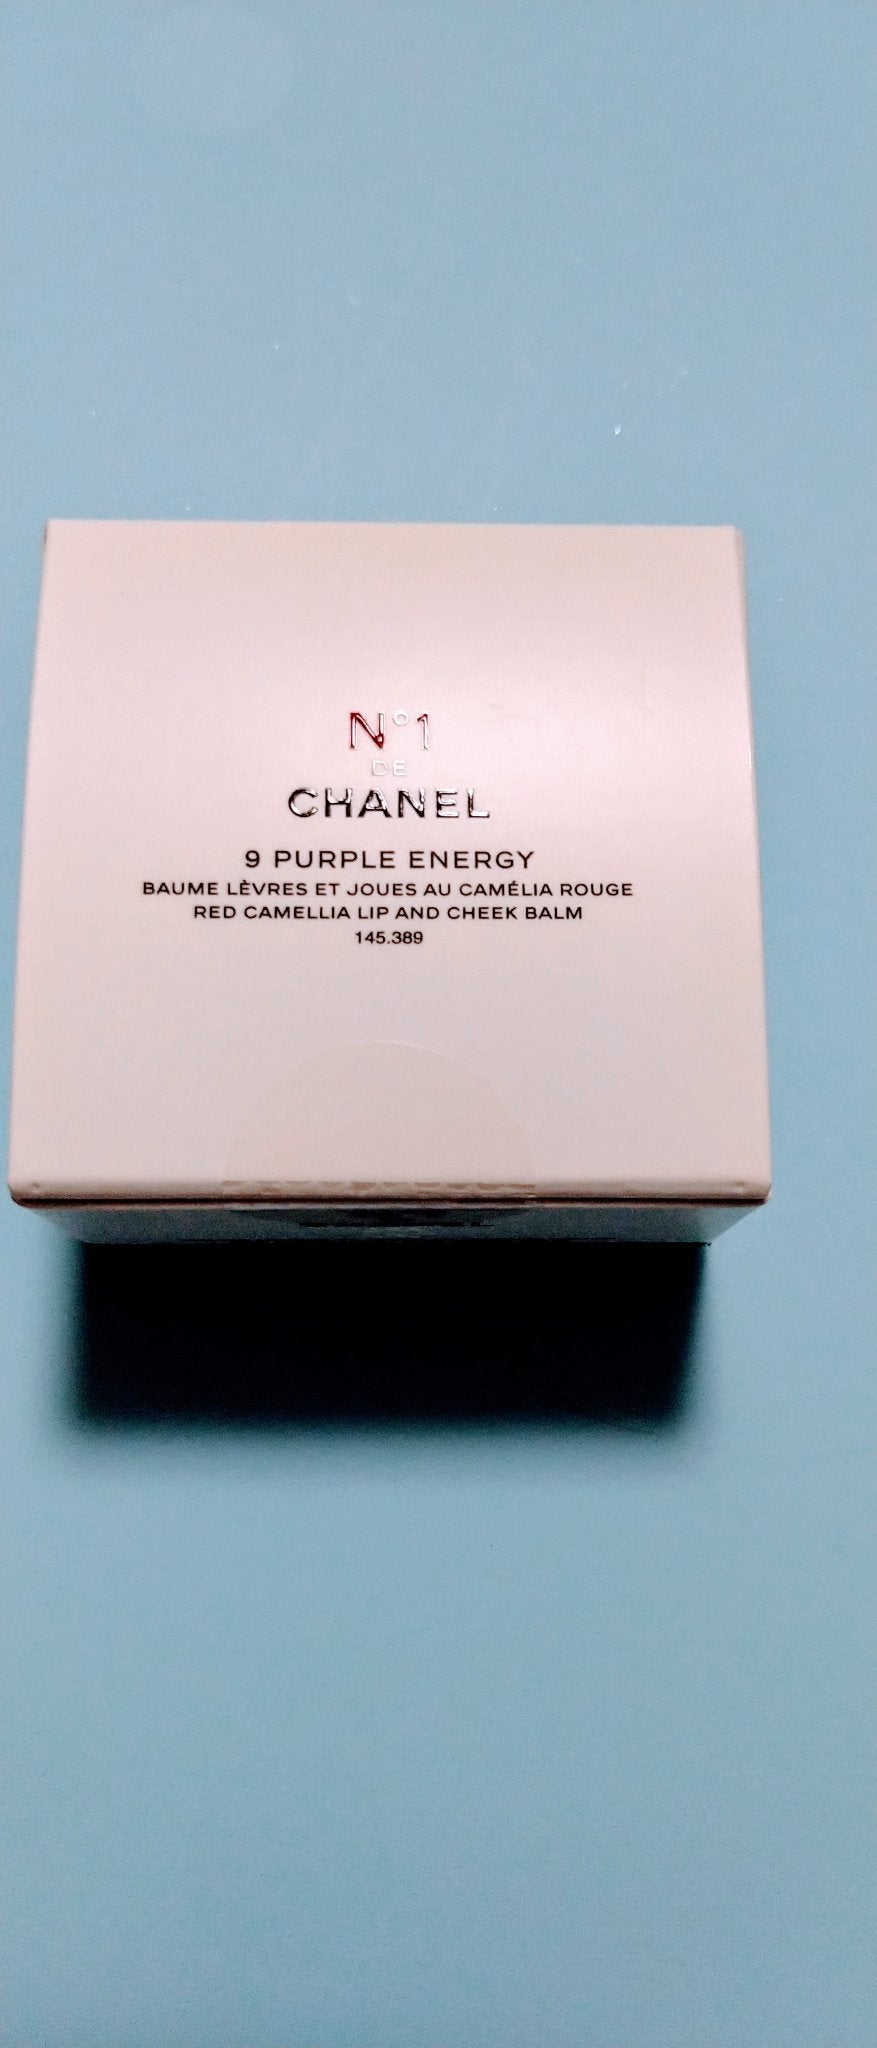 N°1
DE
CHANEL
9 PURPLE ENERGY
BAUME LÈVRES ET JOUES AU CAMÉLIA ROUGE
RED CAMELLIA LIP AND CHEEK BALM
145.389